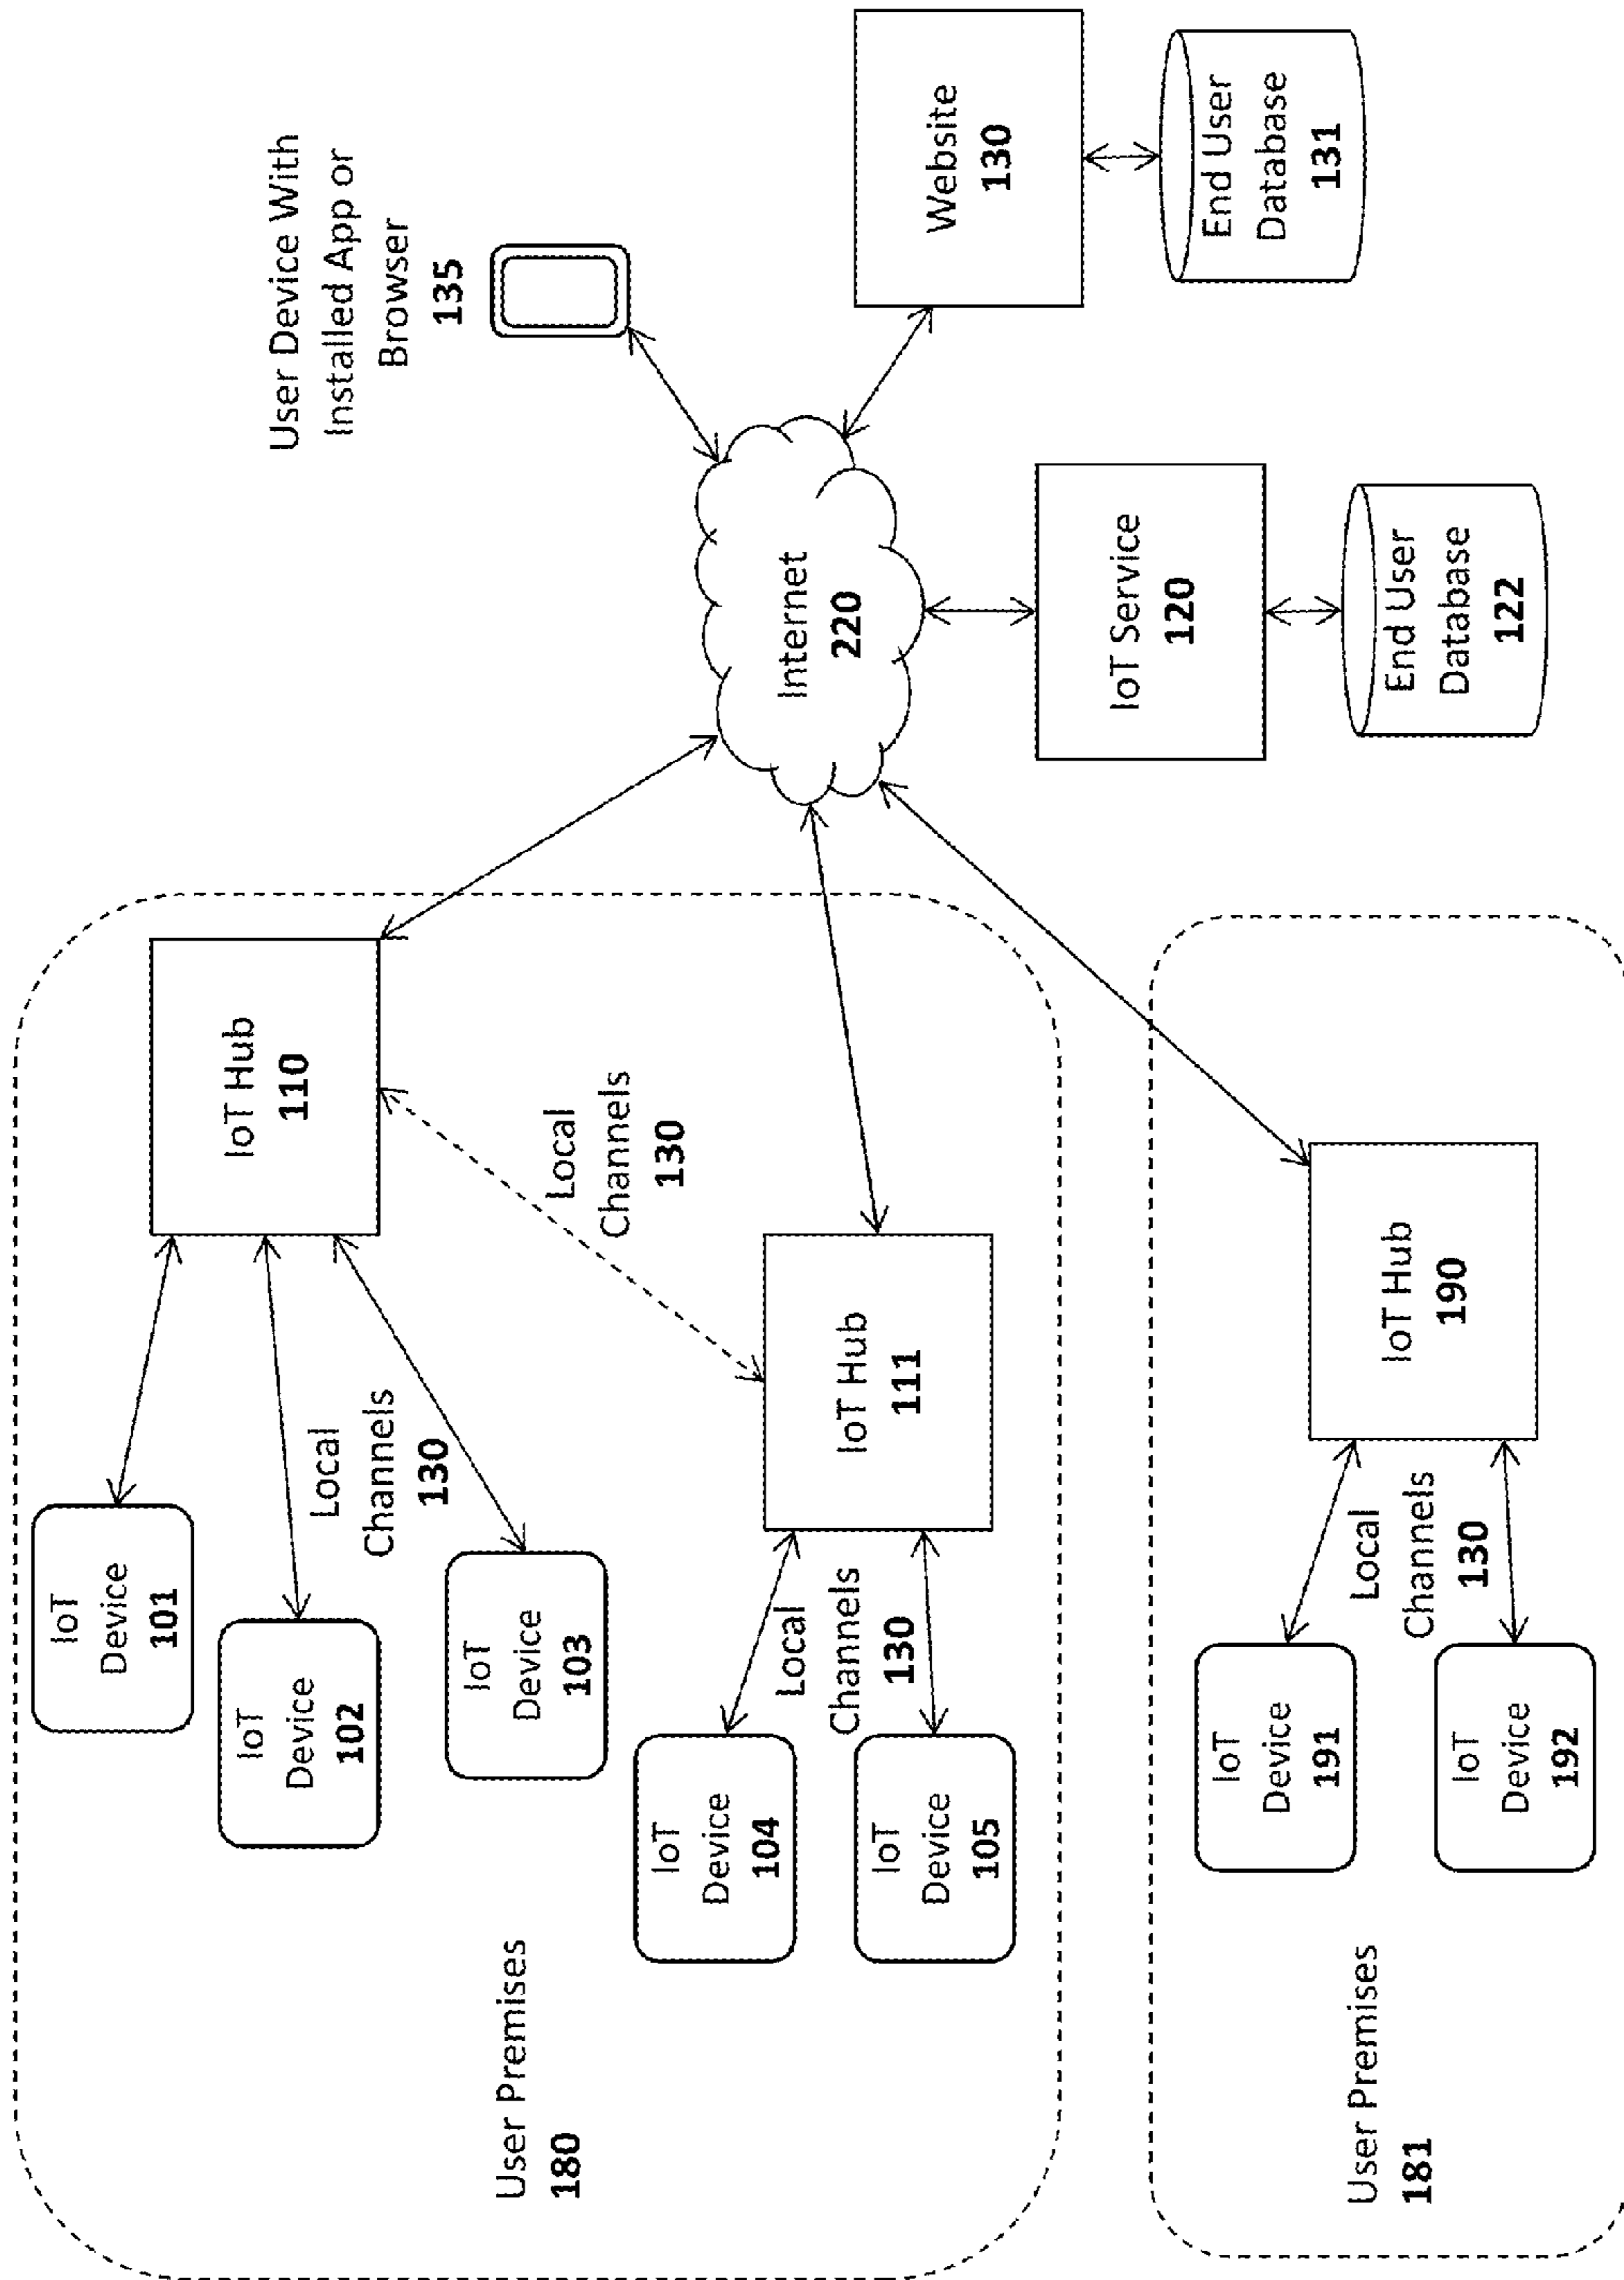 IoT
Device
101
IoT
Device
102
IoT
Device
103
Local
Channels
130
IoT Hub
110
Local
Channels
130
User Premises
180
IoT
Device
104
IoT
Device
105
Local
Channels
130
IoT Hub
111
User Premises
181
IoT
Device
191
IoT
Device
192
Local
Channels
130
IoT Hub
190
User Device With
Installed App or
Browser
135
Internet
220
Website
130
End User
Database
131
IoT Service
120
End User
Database
122